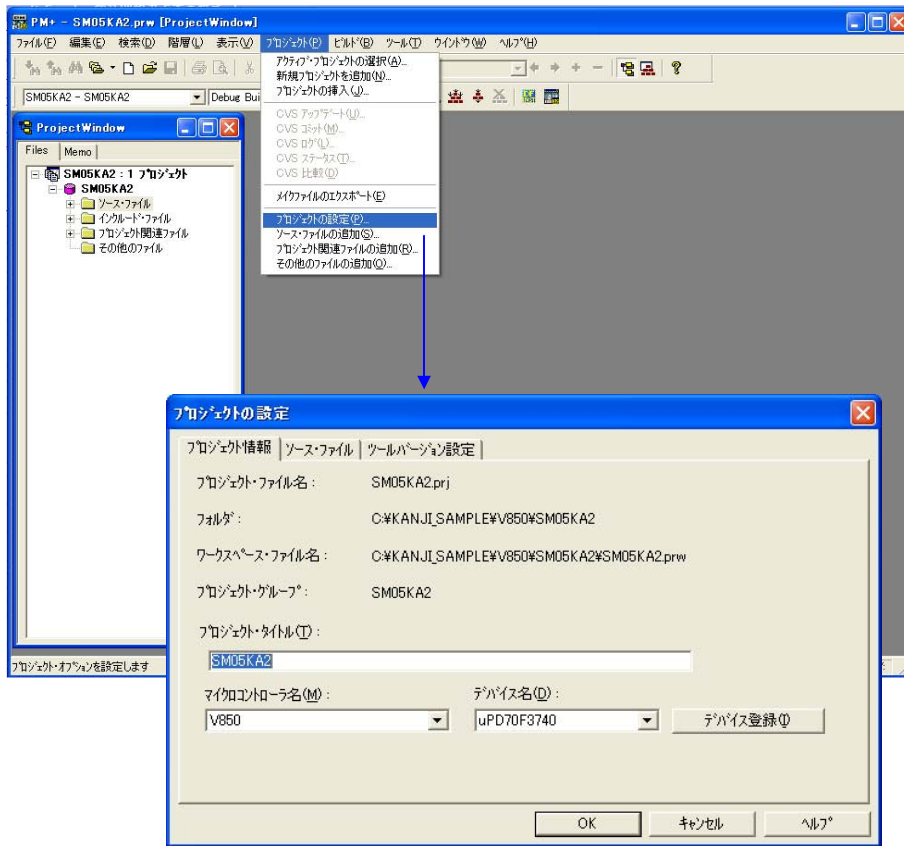 PM+ - SM05KA2.prw [ProjectWindow]
ファイル(F) 編集(E) 検索(D) 階層(L) 表示(V) プロジェクト(P) ビルド(B) ツール(T) ウインドウ(W) ヘルプ(H)
アクティブ・プロジェクトの選択(A)...
新規プロジェクトを追加(N)...
プロジェクトの挿入(J)...
CVS アップデート(U)...
CVS コミット(M)...
CVS ログ(L)...
CVS ステータス(T)...
CVS 比較(D)
メイクファイルのエクスポート(E)
プロジェクトの設定(P)...
ソース・ファイルの追加(S)...
プロジェクト関連ファイルの追加(R)...
その他のファイルの追加(O)...
SM05KA2 - SM05KA2 Debug Bui
ProjectWindow
Files Memo
SM05KA2 : 1 プロジェクト
SM05KA2
ソース・ファイル
インクルード・ファイル
プロジェクト関連ファイル
その他のファイル
プロジェクト・オプションを設定します
プロジェクトの設定
プロジェクト情報 ソース・ファイル ツールバージョン設定
プロジェクト・ファイル名 : SM05KA2.prj
フォルダ : C:¥KANJI_SAMPLE¥V850¥SM05KA2
ワークスペース・ファイル名 : C:¥KANJI_SAMPLE¥V850¥SM05KA2¥SM05KA2.prw
プロジェクト・グループ : SM05KA2
プロジェクト・タイトル(T) :
SM05KA2
マイクロコントローラ名(M) : デバイス名(D) :
V850 uPD70F3740 デバイス登録(I)
OK キャンセル ヘルプ